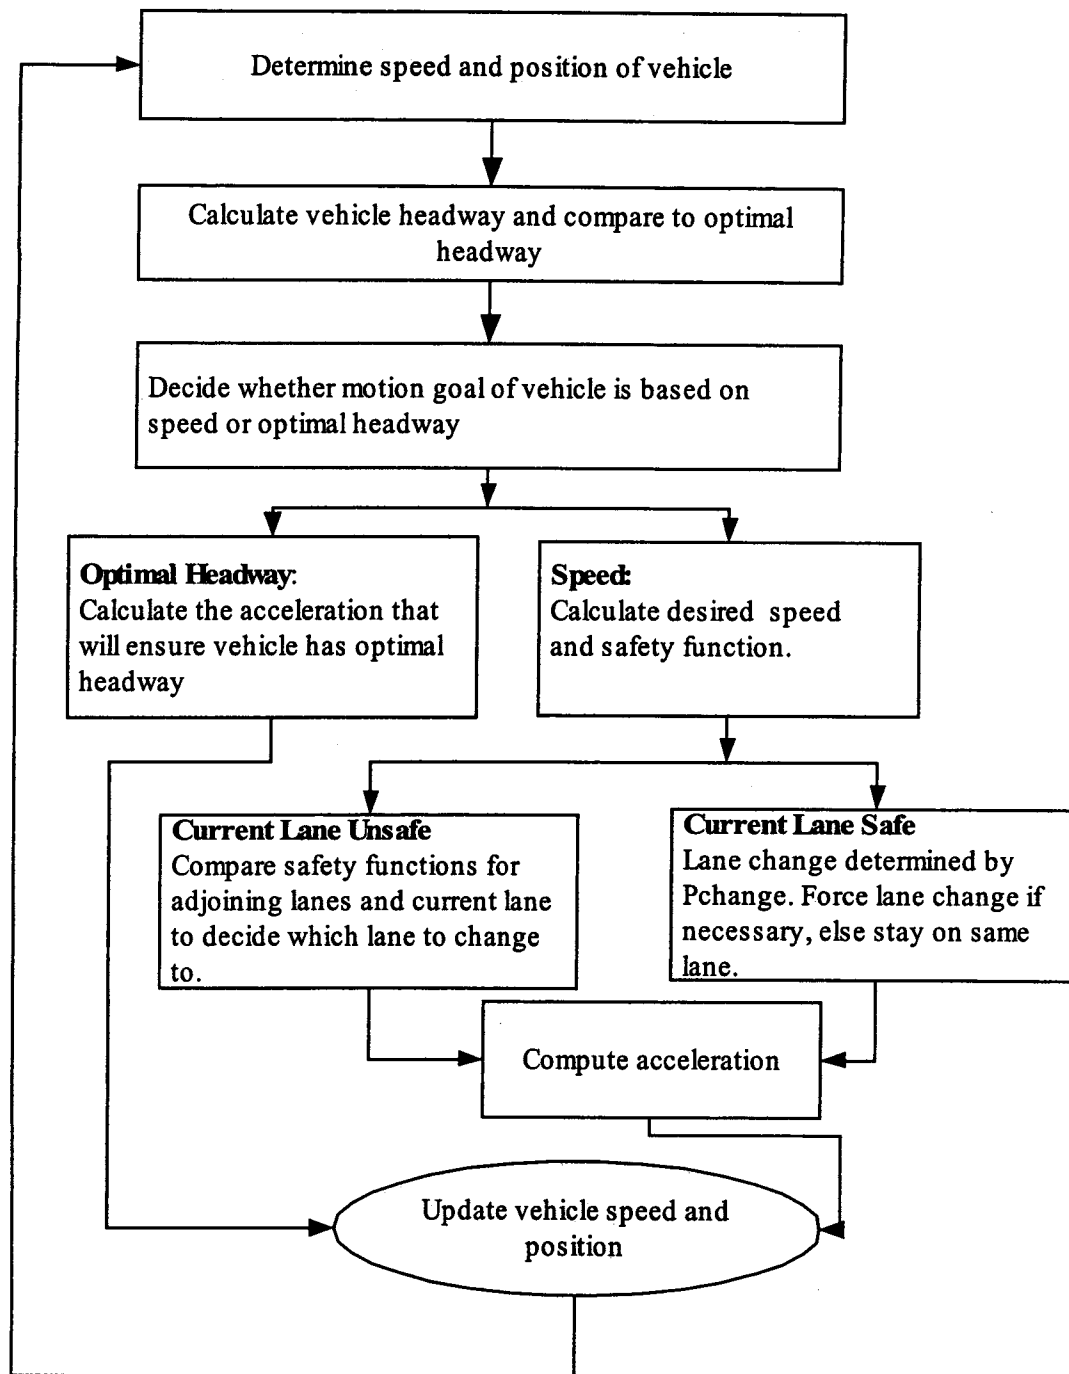 Determine speed and position of vehicle
Calculate vehicle headway and compare to optimal
headway
Decide whether motion goal of vehicle is based on
speed or optimal headway
Optimal Headway:
Calculate the acceleration that
will ensure vehicle has optimal
headway
Speed:
Calculate desired speed
and safety function.
Current Lane Unsafe
Compare safety functions for
adjoining lanes and current lane
to decide which lane to change
to.
Current Lane Safe
Lane change determined by
Pchange. Force lane change if
necessary, else stay on same
lane.
Compute acceleration
Update vehicle speed and
position